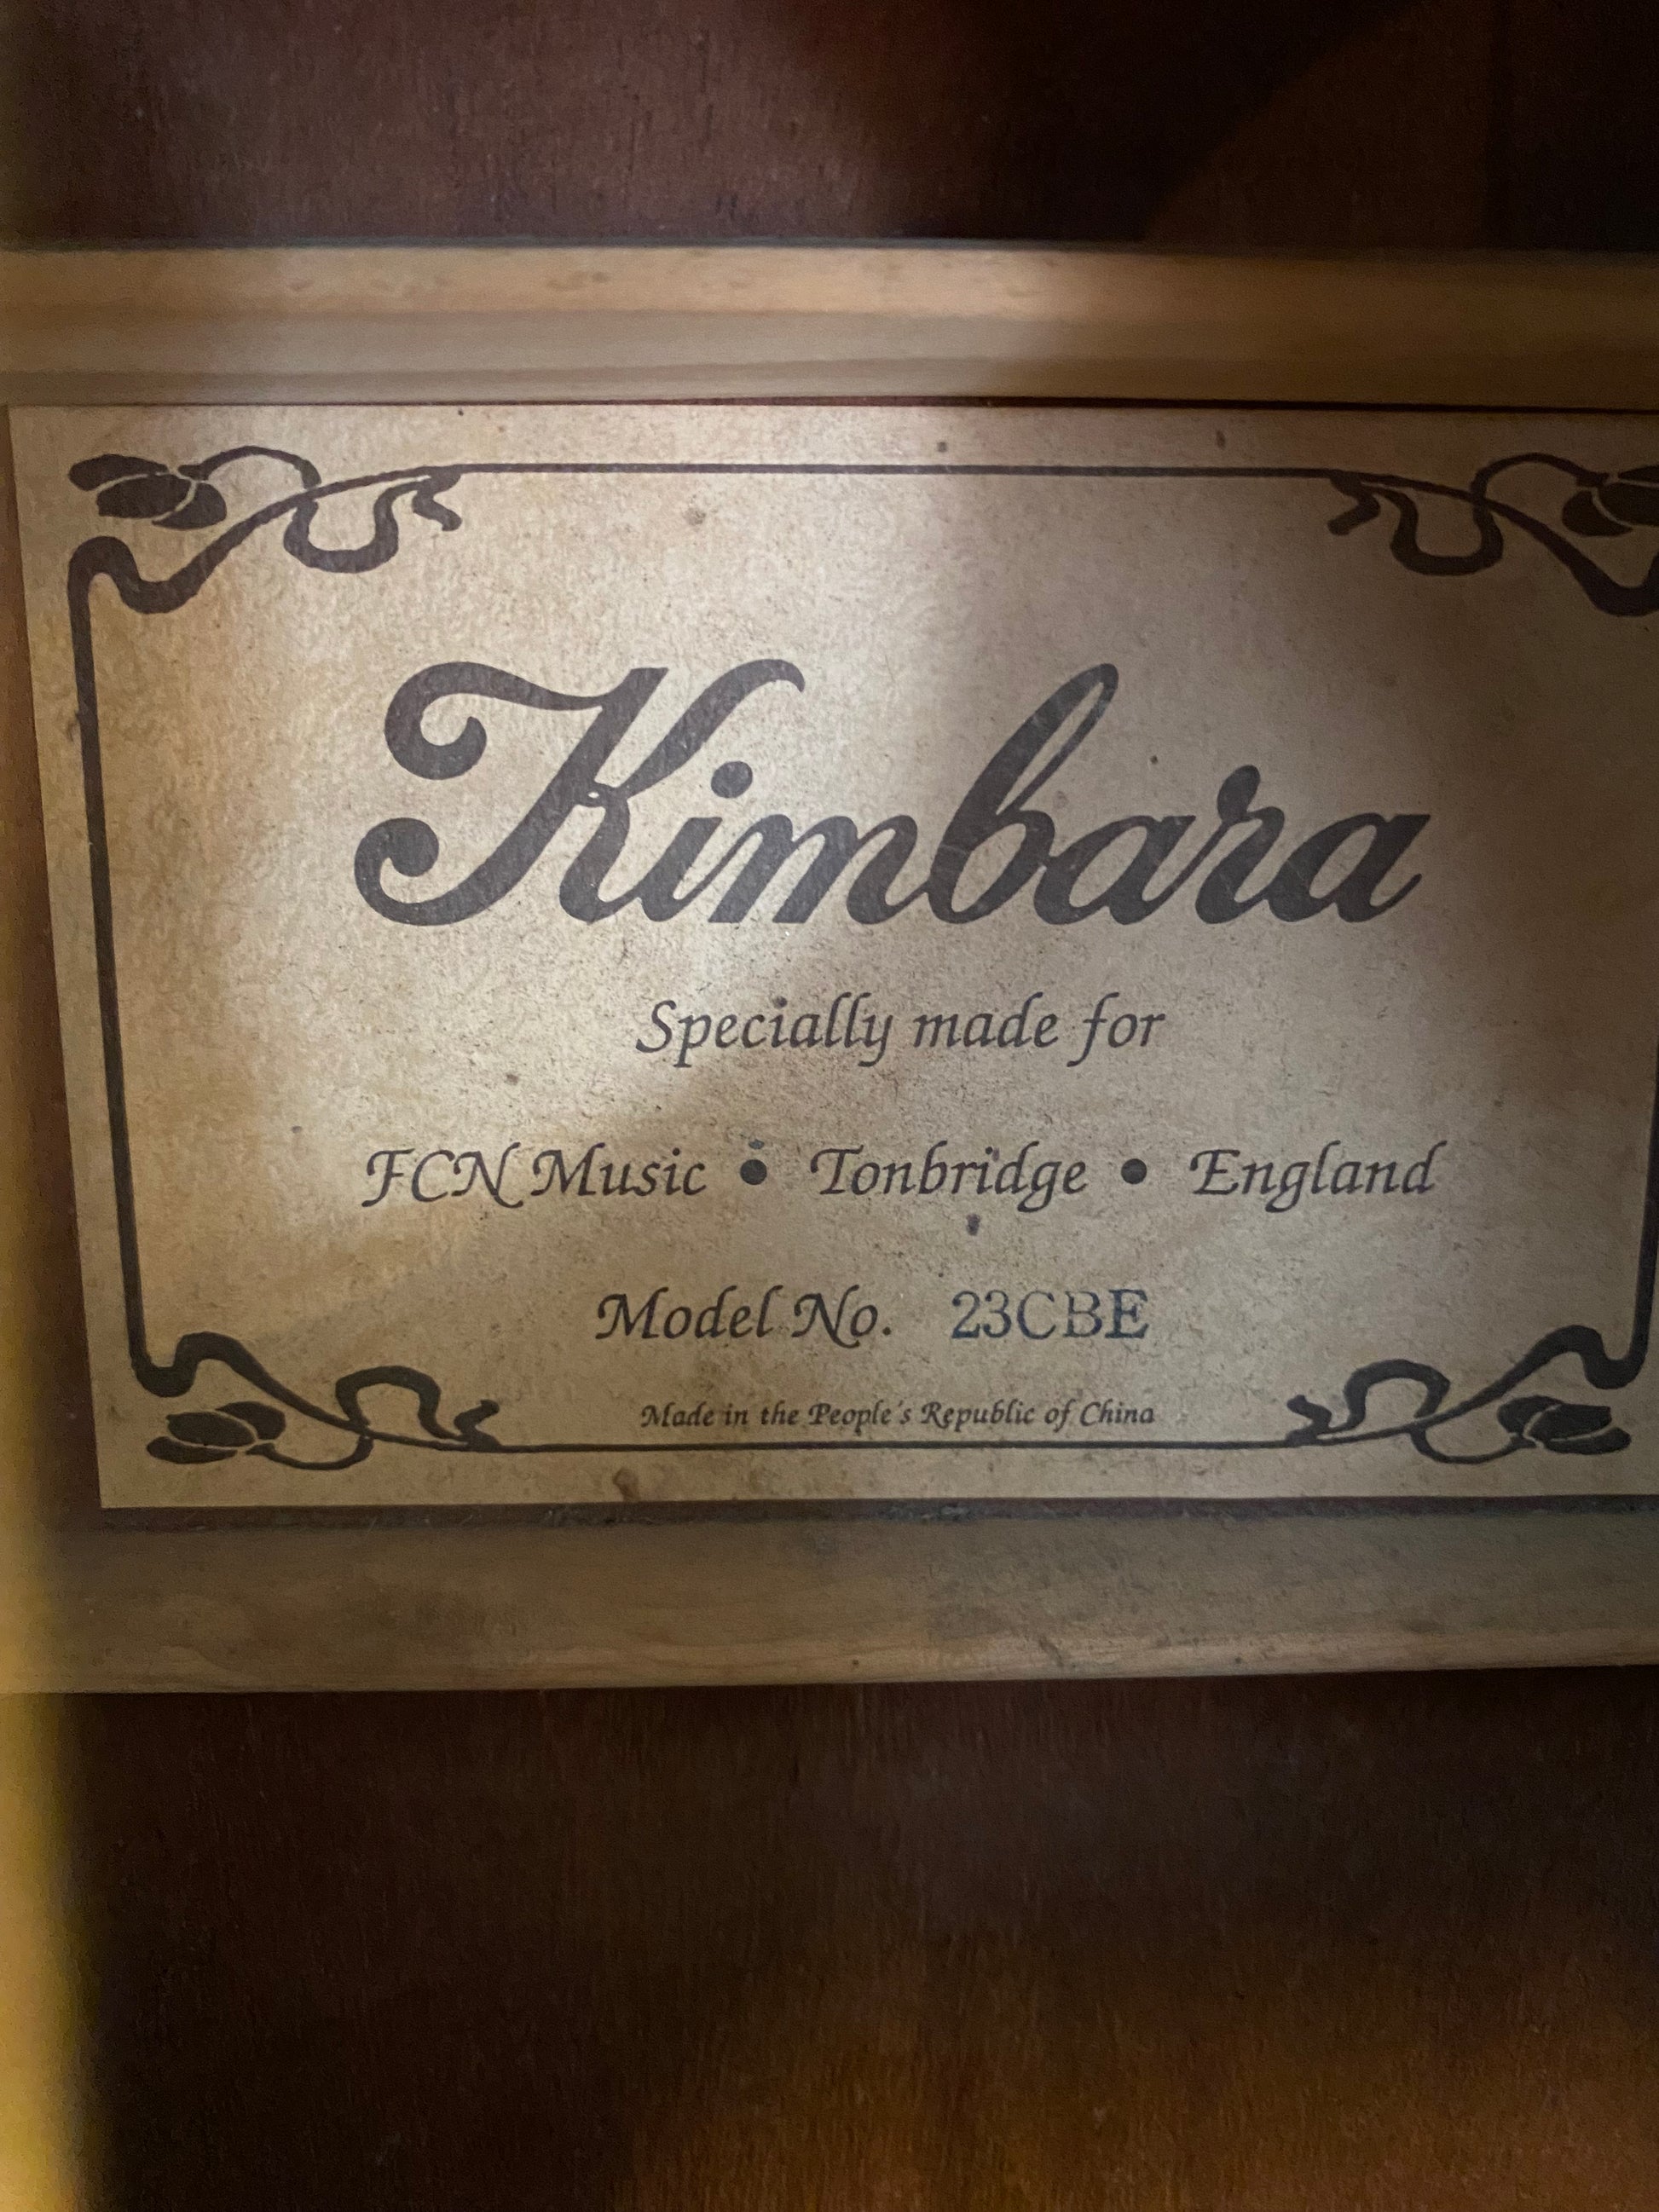 Kimbara
Specially made for
FCN Music • Tonbridge • England
Model No. 23CBE
Made in the People's Republic of China